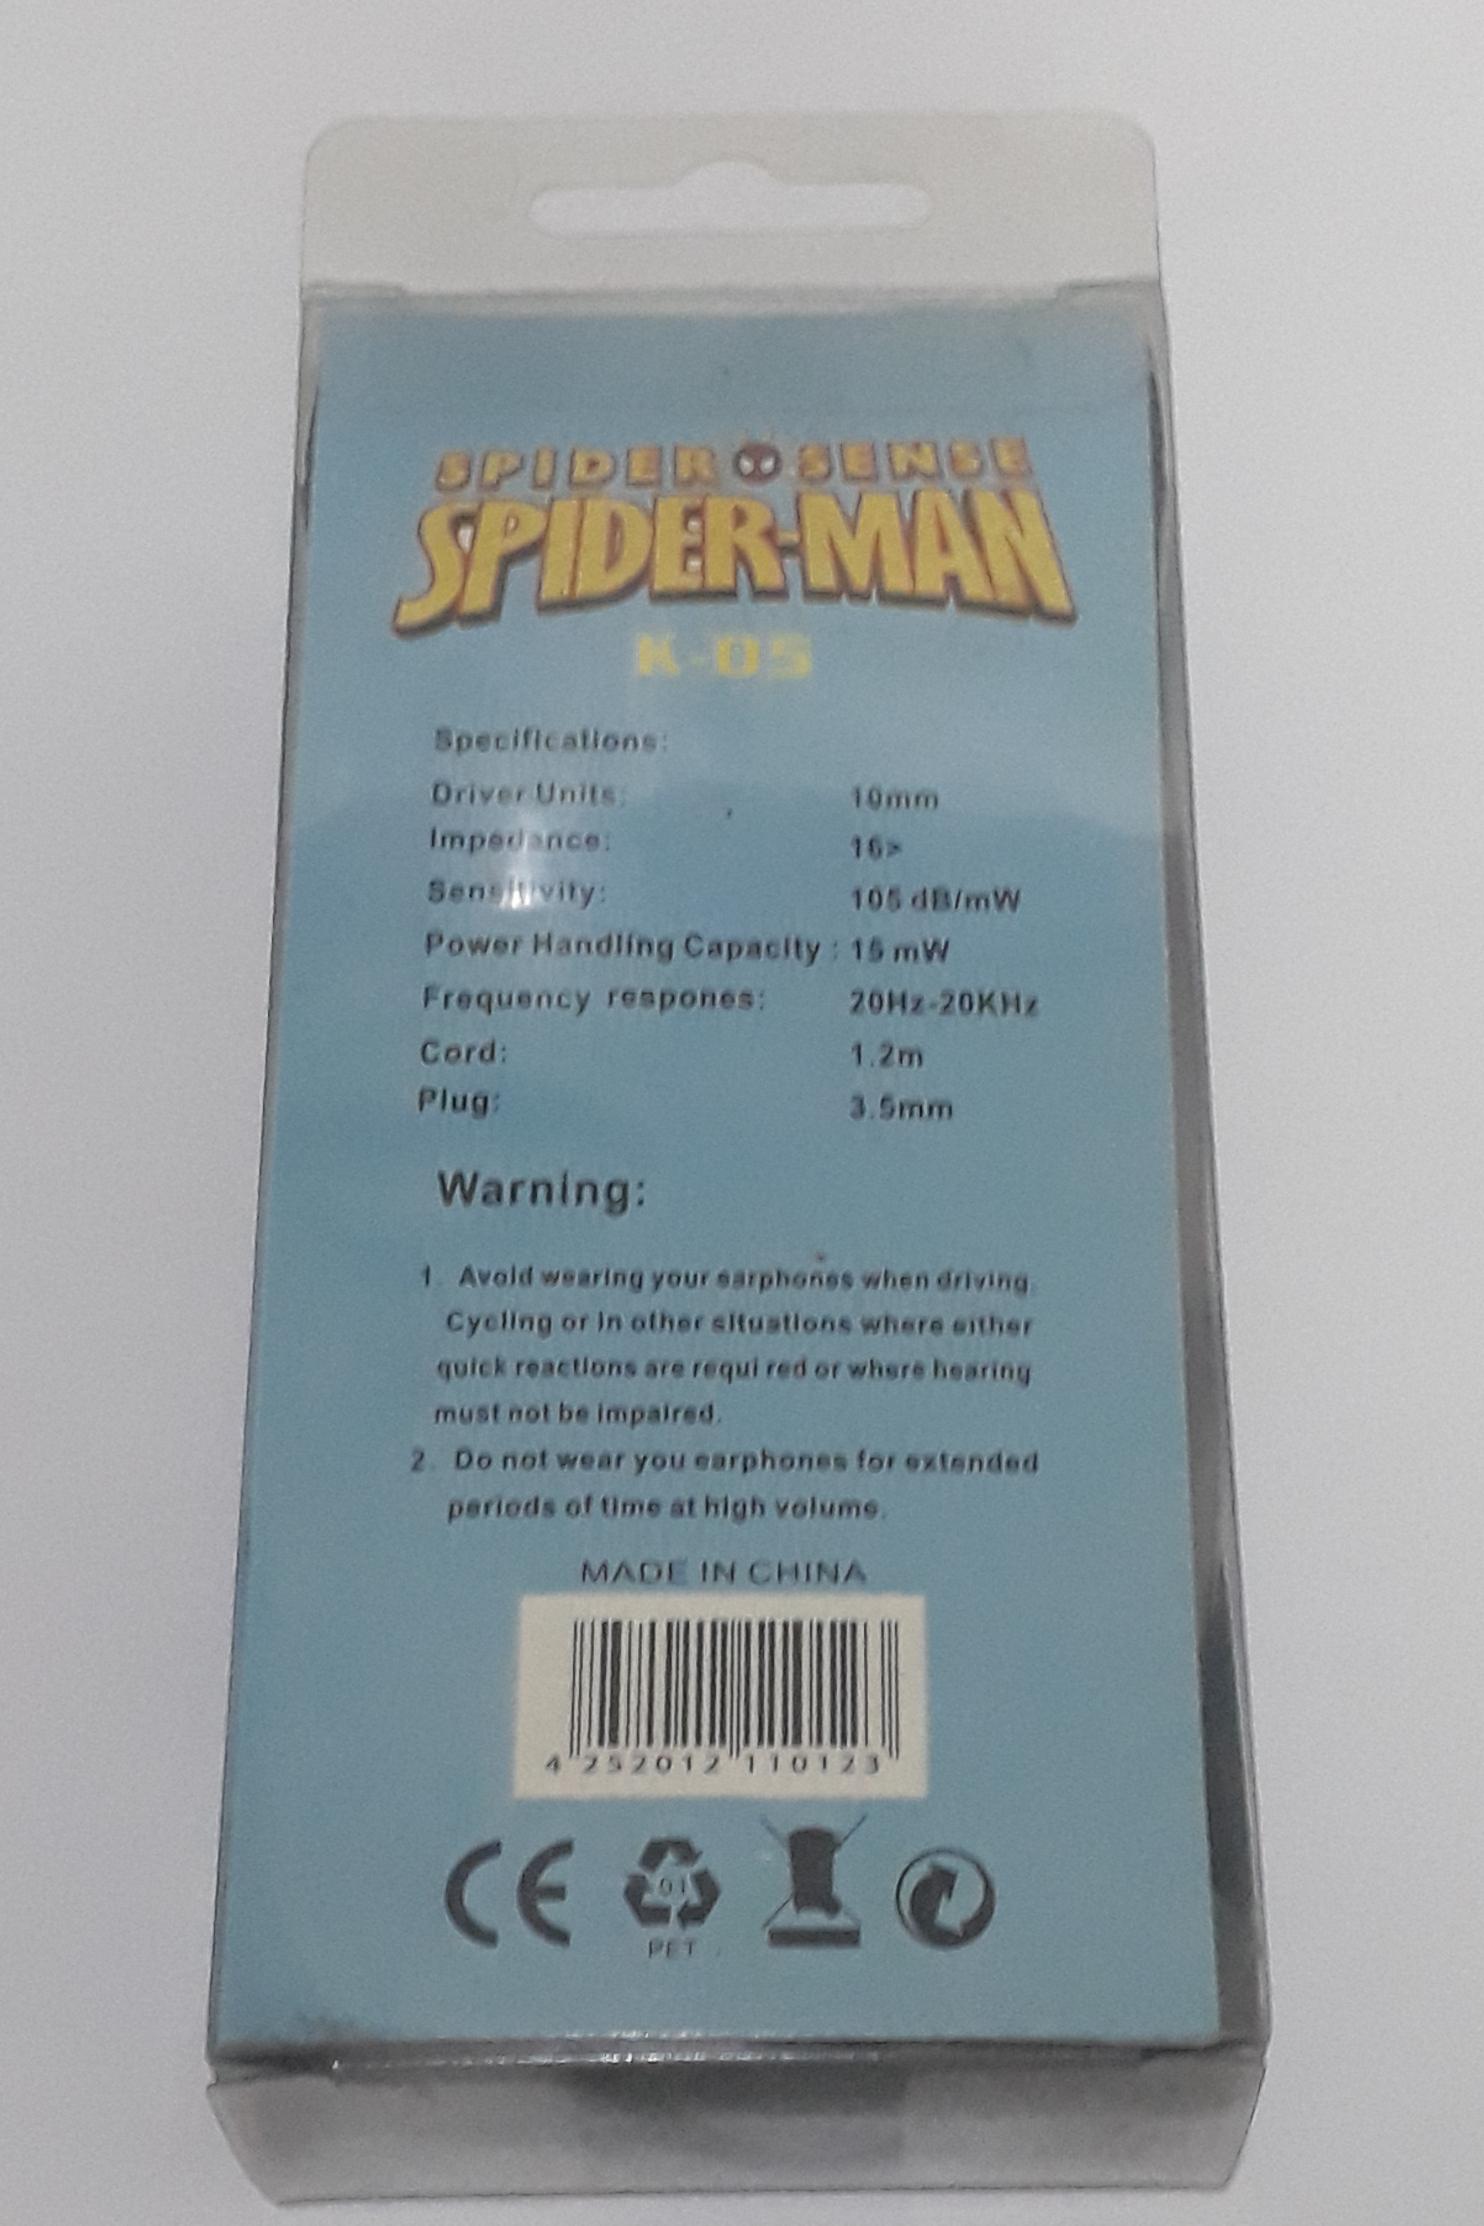 SPIDER SENSE
SPIDER-MAN
K-05
Specifications:
Driver Units: 10mm
Impedance: 16>
Sensitivity: 105 dB/mW
Power Handling Capacity : 15 mW
Frequency respones: 20Hz-20KHz
Cord: 1.2m
Plug: 3.5mm
Warning:
1. Avoid wearing your earphones when driving.
Cycling or in other situations where either
quick reactions are requi red or where hearing
must not be impaired.
2. Do not wear you earphones for extended
periods of time at high volume.
MADE IN CHINA
4 252012 110123
CE
01
PET